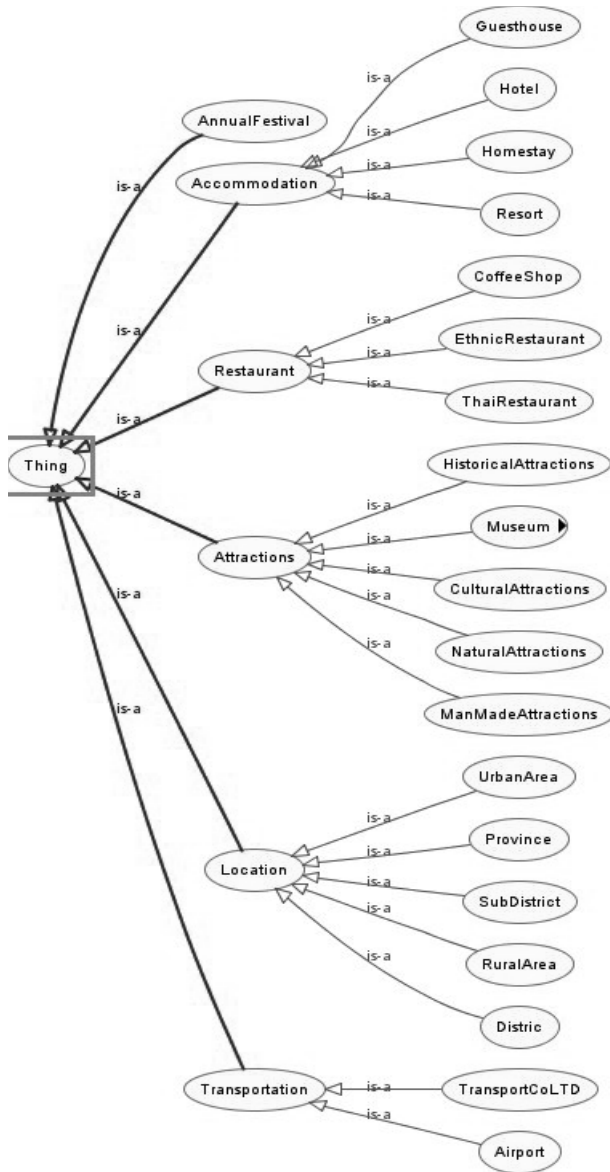 Guesthouse
is-a
Hotel
AnnualFestival
is-a
Homestay
is-a
Accommodation
is-a
is-a
Resort
CoffeeShop
is-a
is-a
EthnicRestaurant
is-a
Restaurant
is-a
ThaiRestaurant
is-a
Thing
HistoricalAttractions
is-a
is-a
Museum
is-a
Attractions
is-a
CulturalAttractions
is-a
is-a
NaturalAttractions
is-a
is-a
ManMadeAttractions
UrbanArea
is-a
Province
is-a
Location
is-a
SubDistrict
is-a
is-a
RuralArea
Distric
Transportation
is-a
TransportCoLTD
is-a
Airport